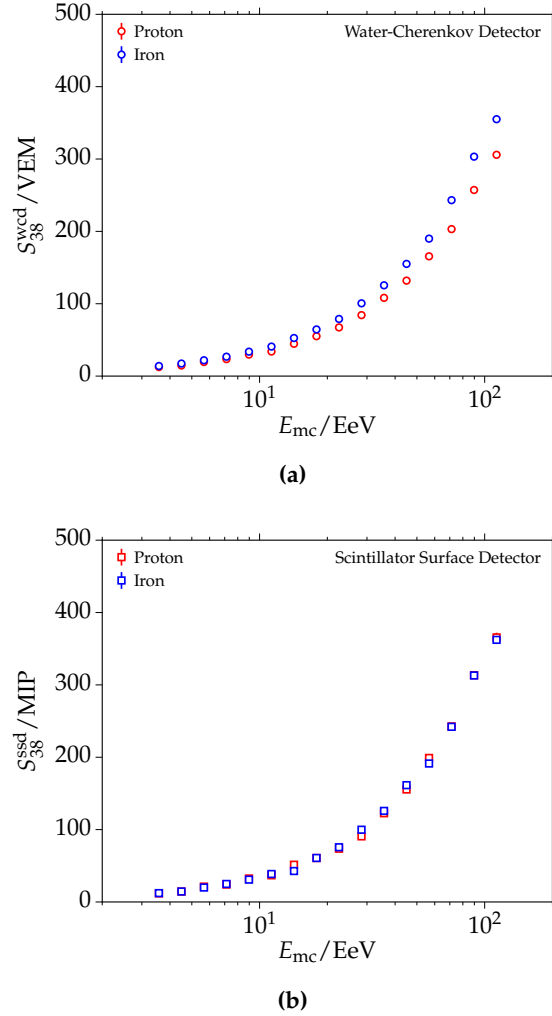 500
Proton
Water-Cherenkov Detector
Iron
400
300
S_38^wcd/VEM
200
100
0
10^1
10^2
E_mc/EeV
(a)
500
Proton
Scintillator Surface Detector
Iron
400
300
S_38^ssd/MIP
200
100
0
10^1
10^2
E_mc/EeV
(b)